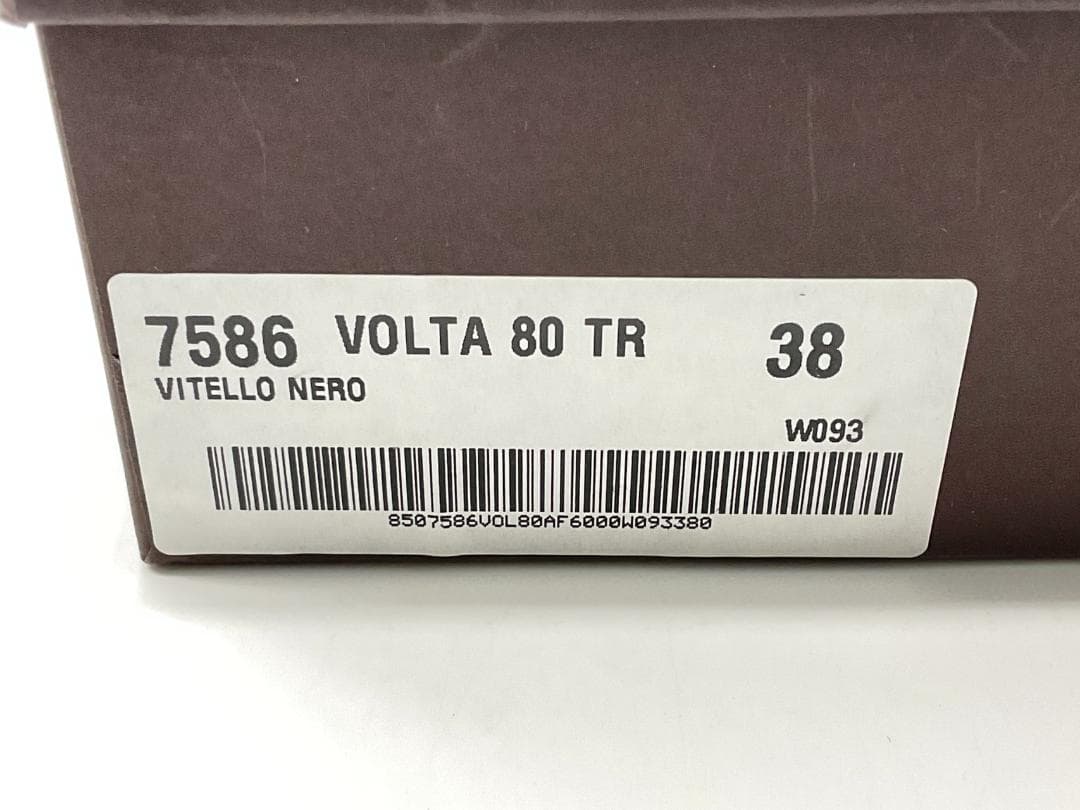 7586 VOLTA 80 TR 38
VITELLO NERO
W093
8507586VOL80AF6000W093380